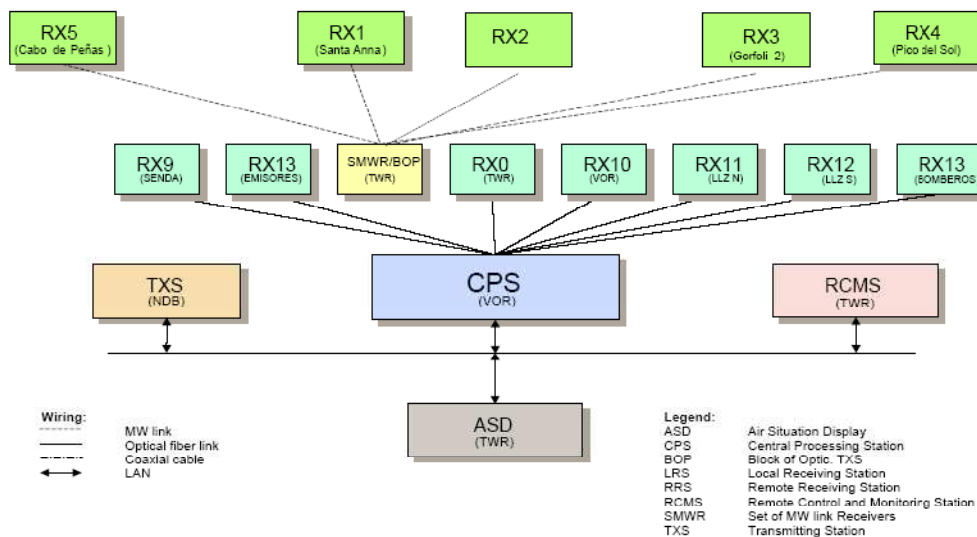 RX5
(Cabo de Peñas )
RX1
(Santa Anna )
RX2
RX3
(Gorfoli 2)
RX4
(Pico del Sol)
RX9
(SENDA)
RX13
(EMISORES)
SMWR/BOP
(TWR)
RX0
(TWR)
RX10
(VOR)
RX11
(LLZ N)
RX12
(LLZ S)
RX13
(BOMBEROS)
TXS
(NDB)
CPS
(VOR)
RCMS
(TWR)
ASD
(TWR)
Wiring:
MW link
Optical fiber link
Coaxial cable
LAN
Legend:
ASD Air Situation Display
CPS Central Processing Station
BOP Block of Optic. TXS
LRS Local Receiving Station
RRS Remote Receiving Station
RCMS Remote Control and Monitoring Station
SMWR Set of MW link Receivers
TXS Transmitting Station